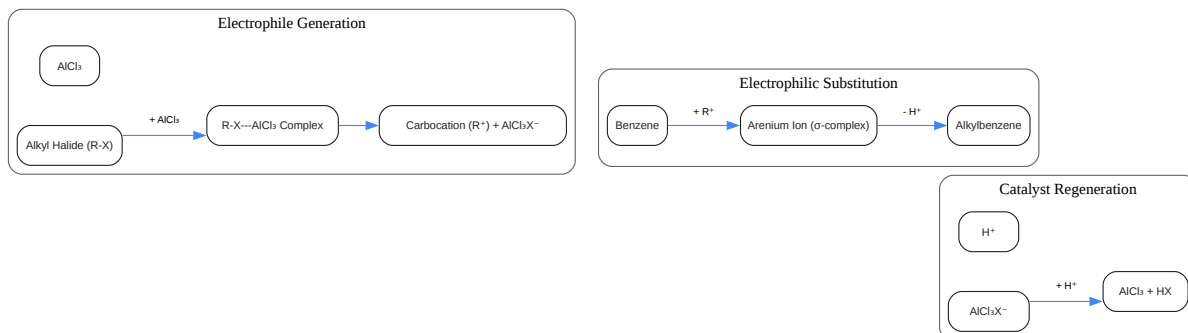 Electrophile Generation
AlCl₃
Alkyl Halide (R-X)
+ AlCl₃
R-X---AlCl₃ Complex
Carbocation (R⁺) + AlCl₃X⁻
Electrophilic Substitution
Benzene
+ R⁺
Arenium Ion (σ-complex)
- H⁺
Alkylbenzene
Catalyst Regeneration
H⁺
AlCl₃X⁻
+ H⁺
AlCl₃ + HX